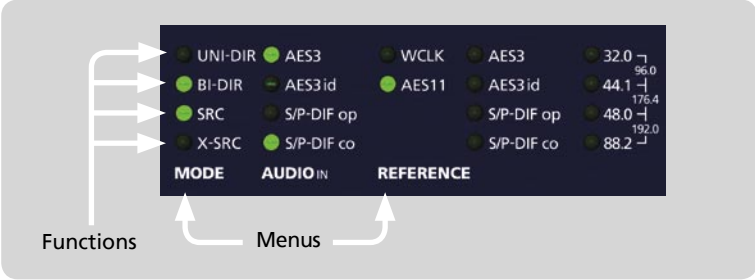 UNI-DIR AES3 WCLK AES3 32.0
96.0
BI-DIR AES3id AES11 AES3id 44.1
176.4
SRC S/P-DIF op S/P-DIF op 48.0
192.0
X-SRC S/P-DIF co S/P-DIF co 88.2
MODE AUDIO IN REFERENCE
Functions Menus